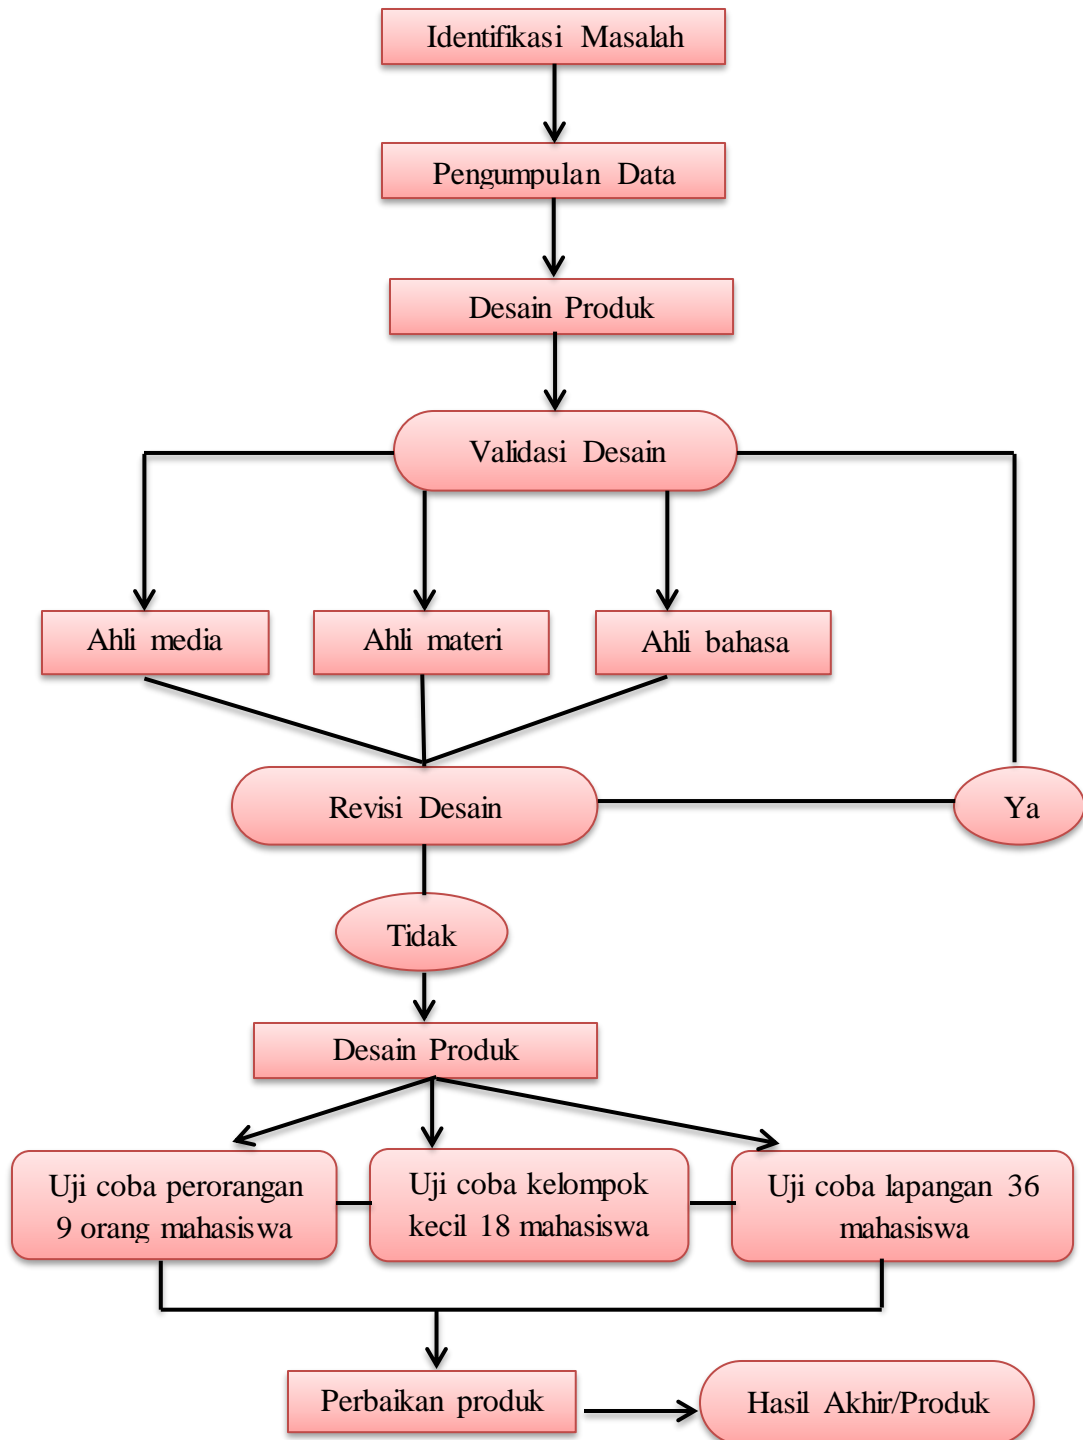 Identifikasi Masalah
Pengumpulan Data
Desain Produk
Validasi Desain
Ahli media
Ahli materi
Ahli bahasa
Revisi Desain
Ya
Tidak
Desain Produk
Uji coba perorangan
9 orang mahasiswa
Uji coba kelompok
kecil 18 mahasiswa
Uji coba lapangan 36
mahasiswa
Perbaikan produk
Hasil Akhir/Produk